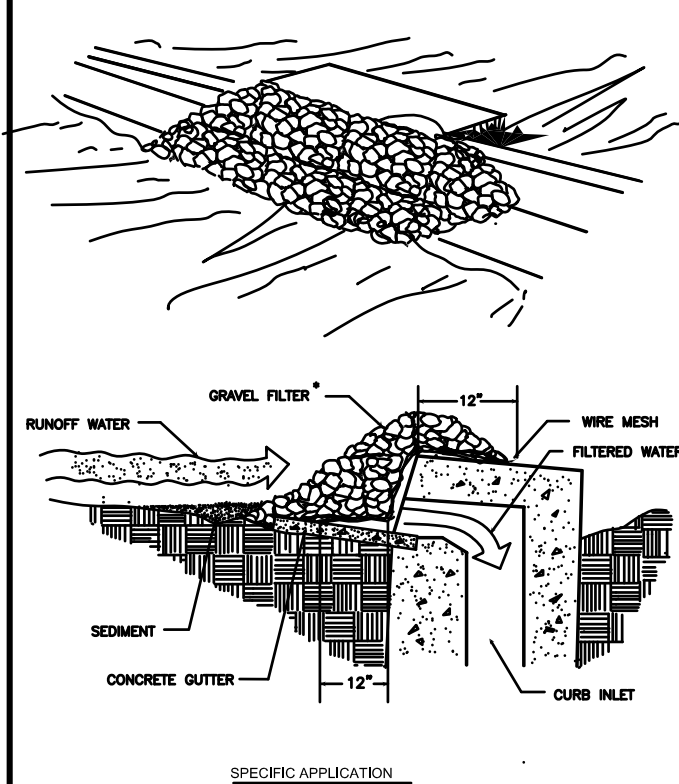 GRAVEL FILTER*
12"
RUNOFF WATER
WIRE MESH
FILTERED WATER
SEDIMENT
CONCRETE GUTTER
12"
CURB INLET
SPECIFIC APPLICATION